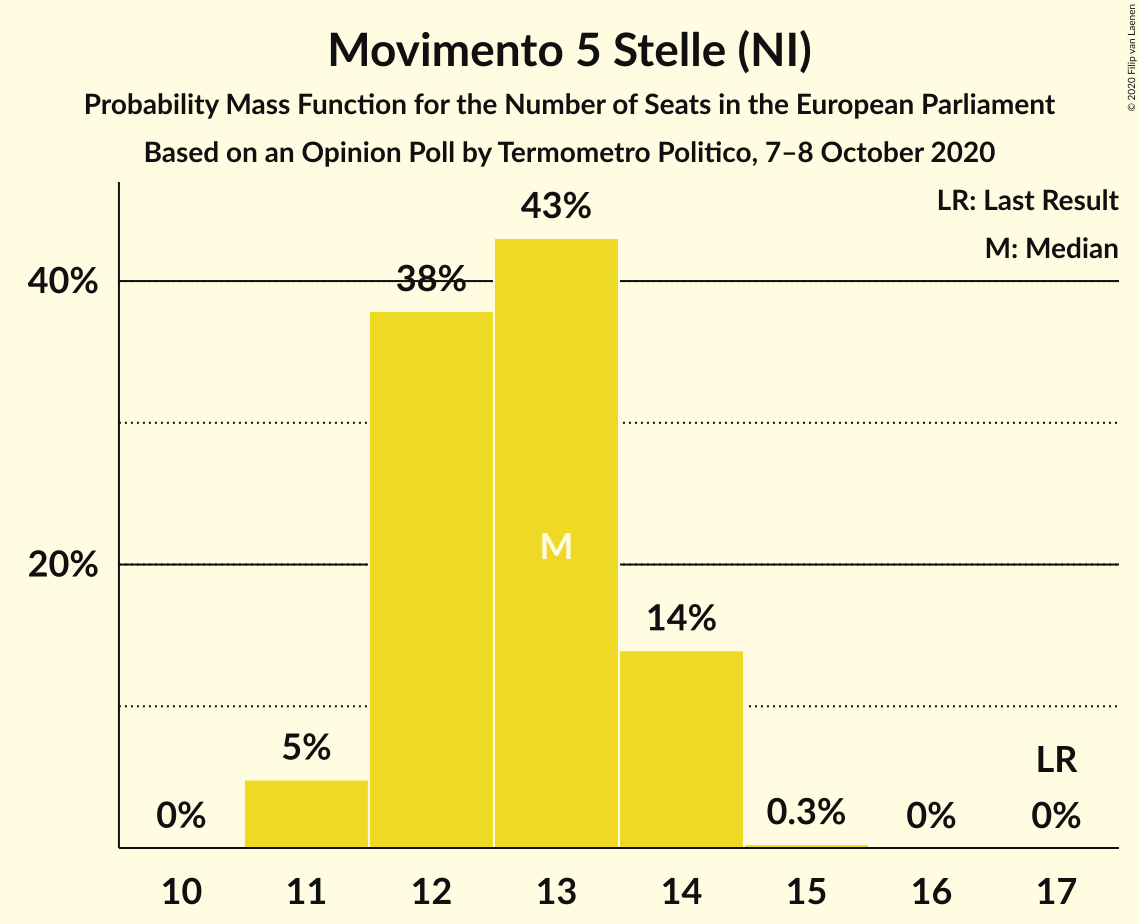 Movimento 5 Stelle (NI)
Probability Mass Function for the Number of Seats in the European Parliament
Based on an Opinion Poll by Termometro Politico, 7–8 October 2020
© 2020 Filip van Laenen
LR: Last Result
M: Median
43%
38%
40%
M
20%
14%
5%
LR
0%
0.3%
0%
0%
10 11 12 13 14 15 16 17